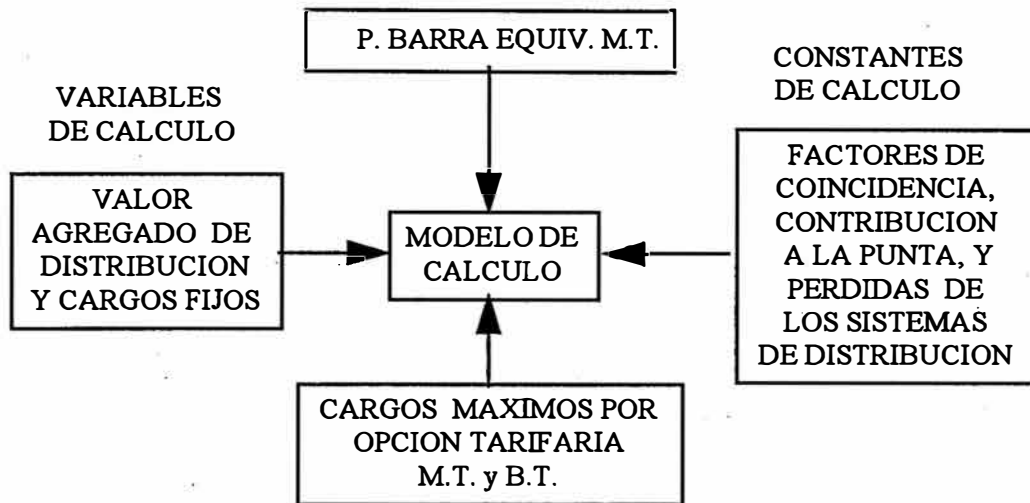 P. BARRA EQUIV. M.T.
VARIABLES
DE CALCULO
CONSTANTES
DE CALCULO
VALOR
AGREGADO DE
DISTRIBUCION
Y CARGOS FIJOS
MODELO DE
CALCULO
FACTORES DE
COINCIDENCIA,
CONTRIBUCION
A LA PUNTA, Y
PERDIDAS DE
LOS SISTEMAS
DE DISTRIBUCION
CARGOS MAXIMOS POR
OPCION TARIFARIA
M.T. y B.T.